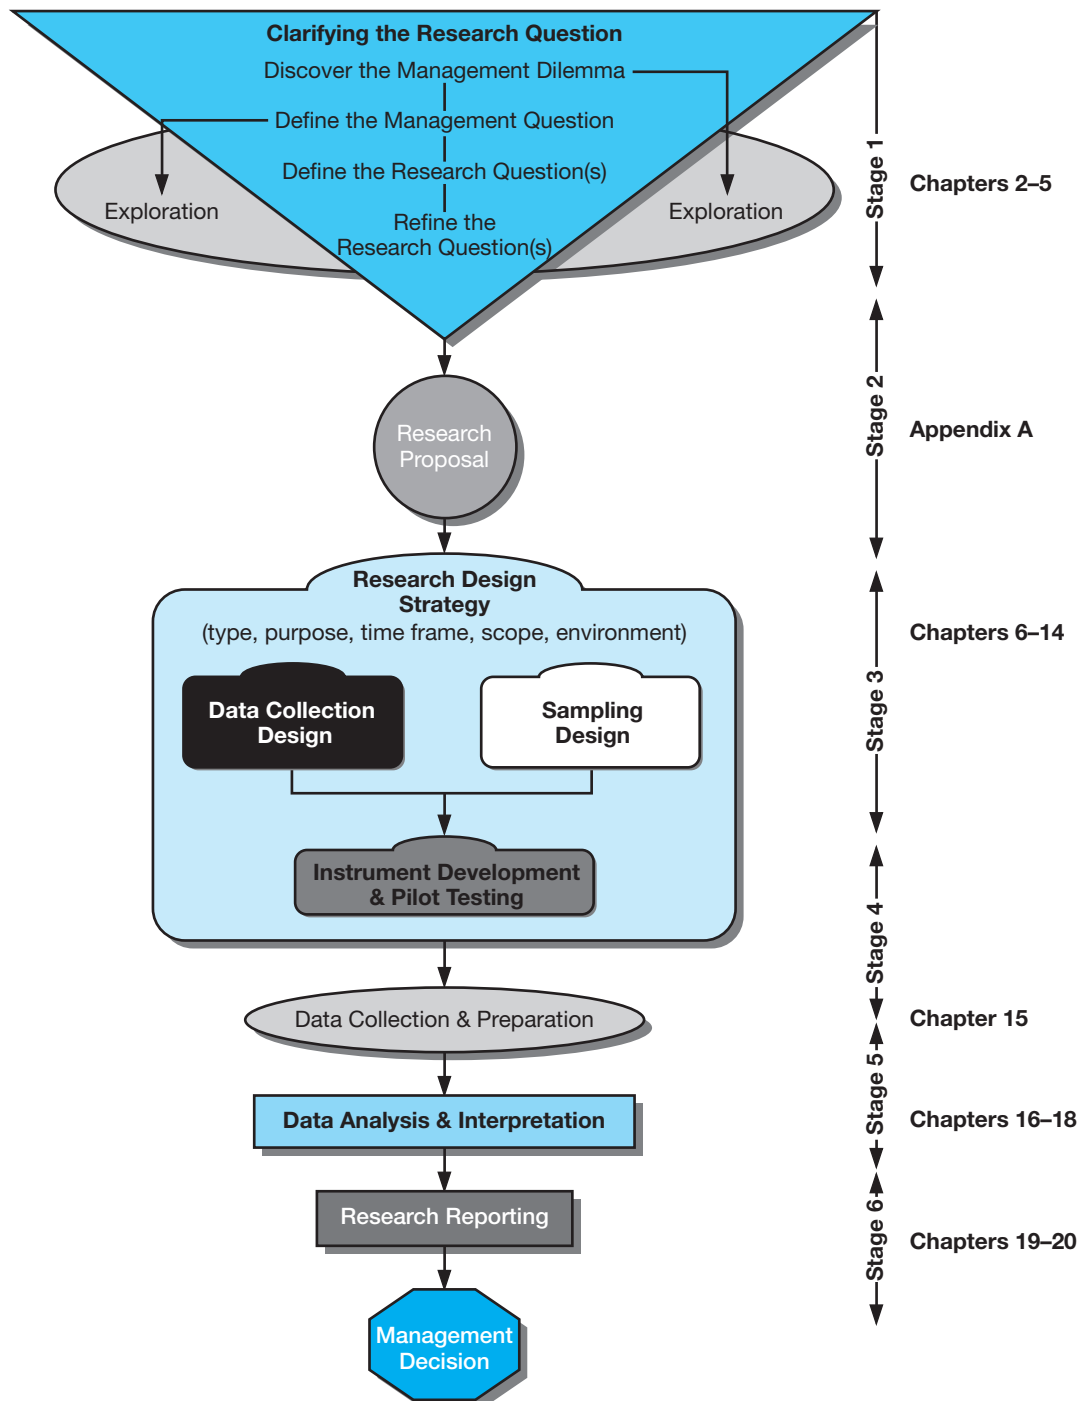 Clarifying the Research Question
Discover the Management Dilemma
Define the Management Question
Define the Research Question(s)
Exploration
Refine the
Research Question(s)
Exploration
Stage 1
Chapters 2–5
Research
Proposal
Stage 2
Appendix A
Research Design
Strategy
(type, purpose, time frame, scope, environment)
Data Collection
Design
Sampling
Design
Stage 3
Chapters 6–14
Instrument Development
& Pilot Testing
Stage 4
Data Collection & Preparation
Chapter 15
Stage 5
Data Analysis & Interpretation
Chapters 16–18
Research Reporting
Stage 6
Chapters 19–20
Management
Decision